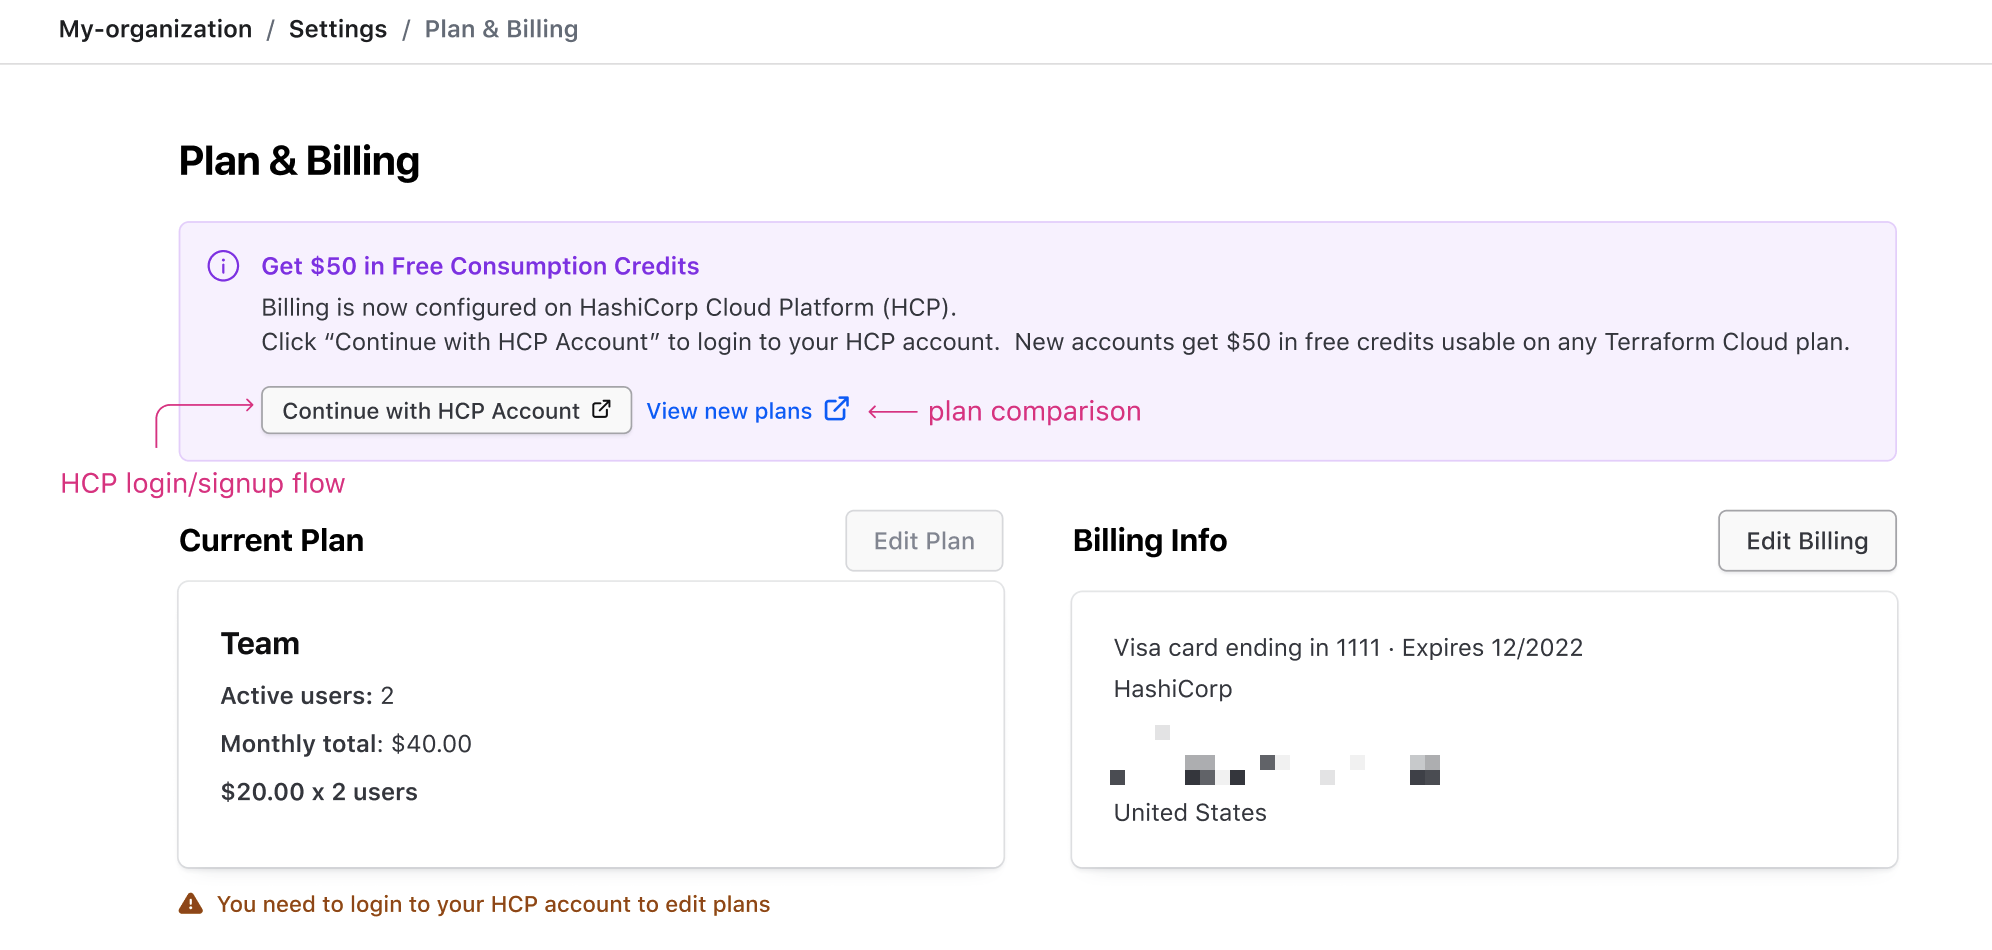 My-organization / Settings / Plan & Billing
Plan & Billing
Get $50 in Free Consumption Credits
Billing is now configured on HashiCorp Cloud Platform (HCP).
Click “Continue with HCP Account” to login to your HCP account. New accounts get $50 in free credits usable on any Terraform Cloud plan.
Continue with HCP Account
View new plans
plan comparison
HCP login/signup flow
Current Plan
Edit Plan
Team
Active users: 2
Monthly total: $40.00
$20.00 x 2 users
You need to login to your HCP account to edit plans
Billing Info
Edit Billing
Visa card ending in 1111 · Expires 12/2022
HashiCorp
United States